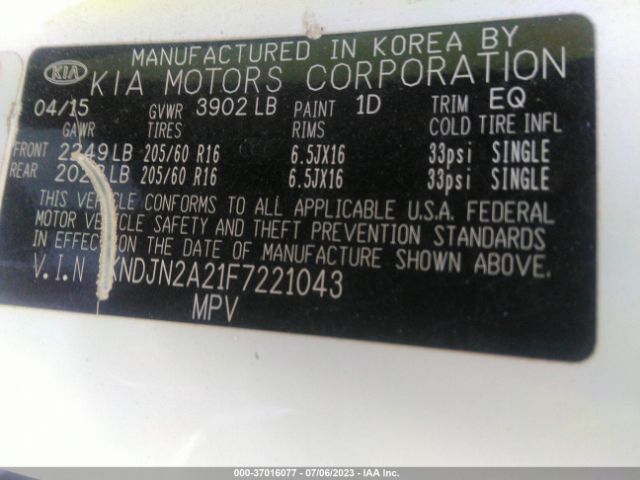 MANUFACTURED IN KOREA BY
KIA KIA MOTORS CORPORATION
04/15 GVWR 3902 LB PAINT 1D TRIM EQ
GAWR TIRES RIMS COLD TIRE INFL
FRONT 2249 LB 205/60 R16 6.5JX16 33psi SINGLE
REAR LB 205/60 R16 6.5JX16 33psi SINGLE
THIS VEHICLE CONFORMS TO ALL APPLICABLE U.S.A. FEDERAL
MOTOR VEHICLE SAFETY AND THEFT PREVENTION STANDARDS
IN EFFECT ON THE DATE OF MANUFACTURE SHOWN ABOVE.
V.I.N KNDJN2A21F7221043
MPV
000-37016077 - 07/06/2023 - IAA Inc.